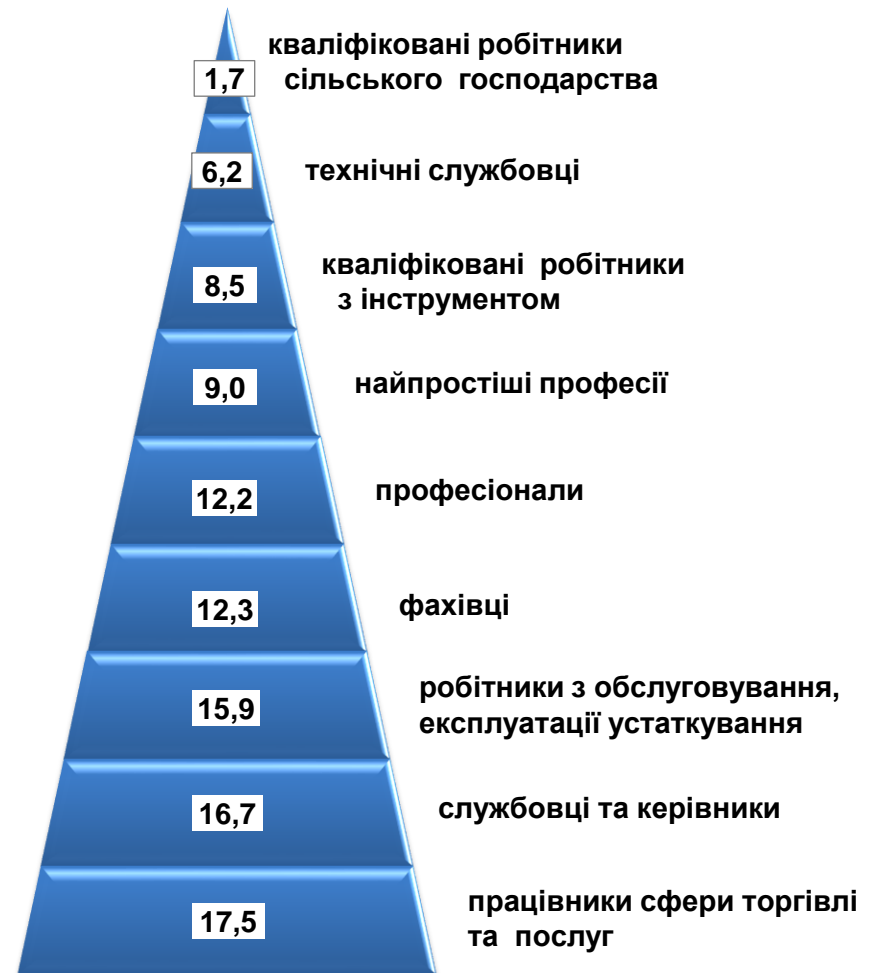 кваліфіковані робітники
1,7 сільського господарства
6,2 технічні службовці
кваліфіковані робітники
8,5 з інструментом
9,0 найпростіші професії
12,2 професіонали
12,3 фахівці
робітники з обслуговування,
15,9 експлуатації устаткування
16,7 службовці та керівники
працівники сфери торгівлі
17,5 та послуг